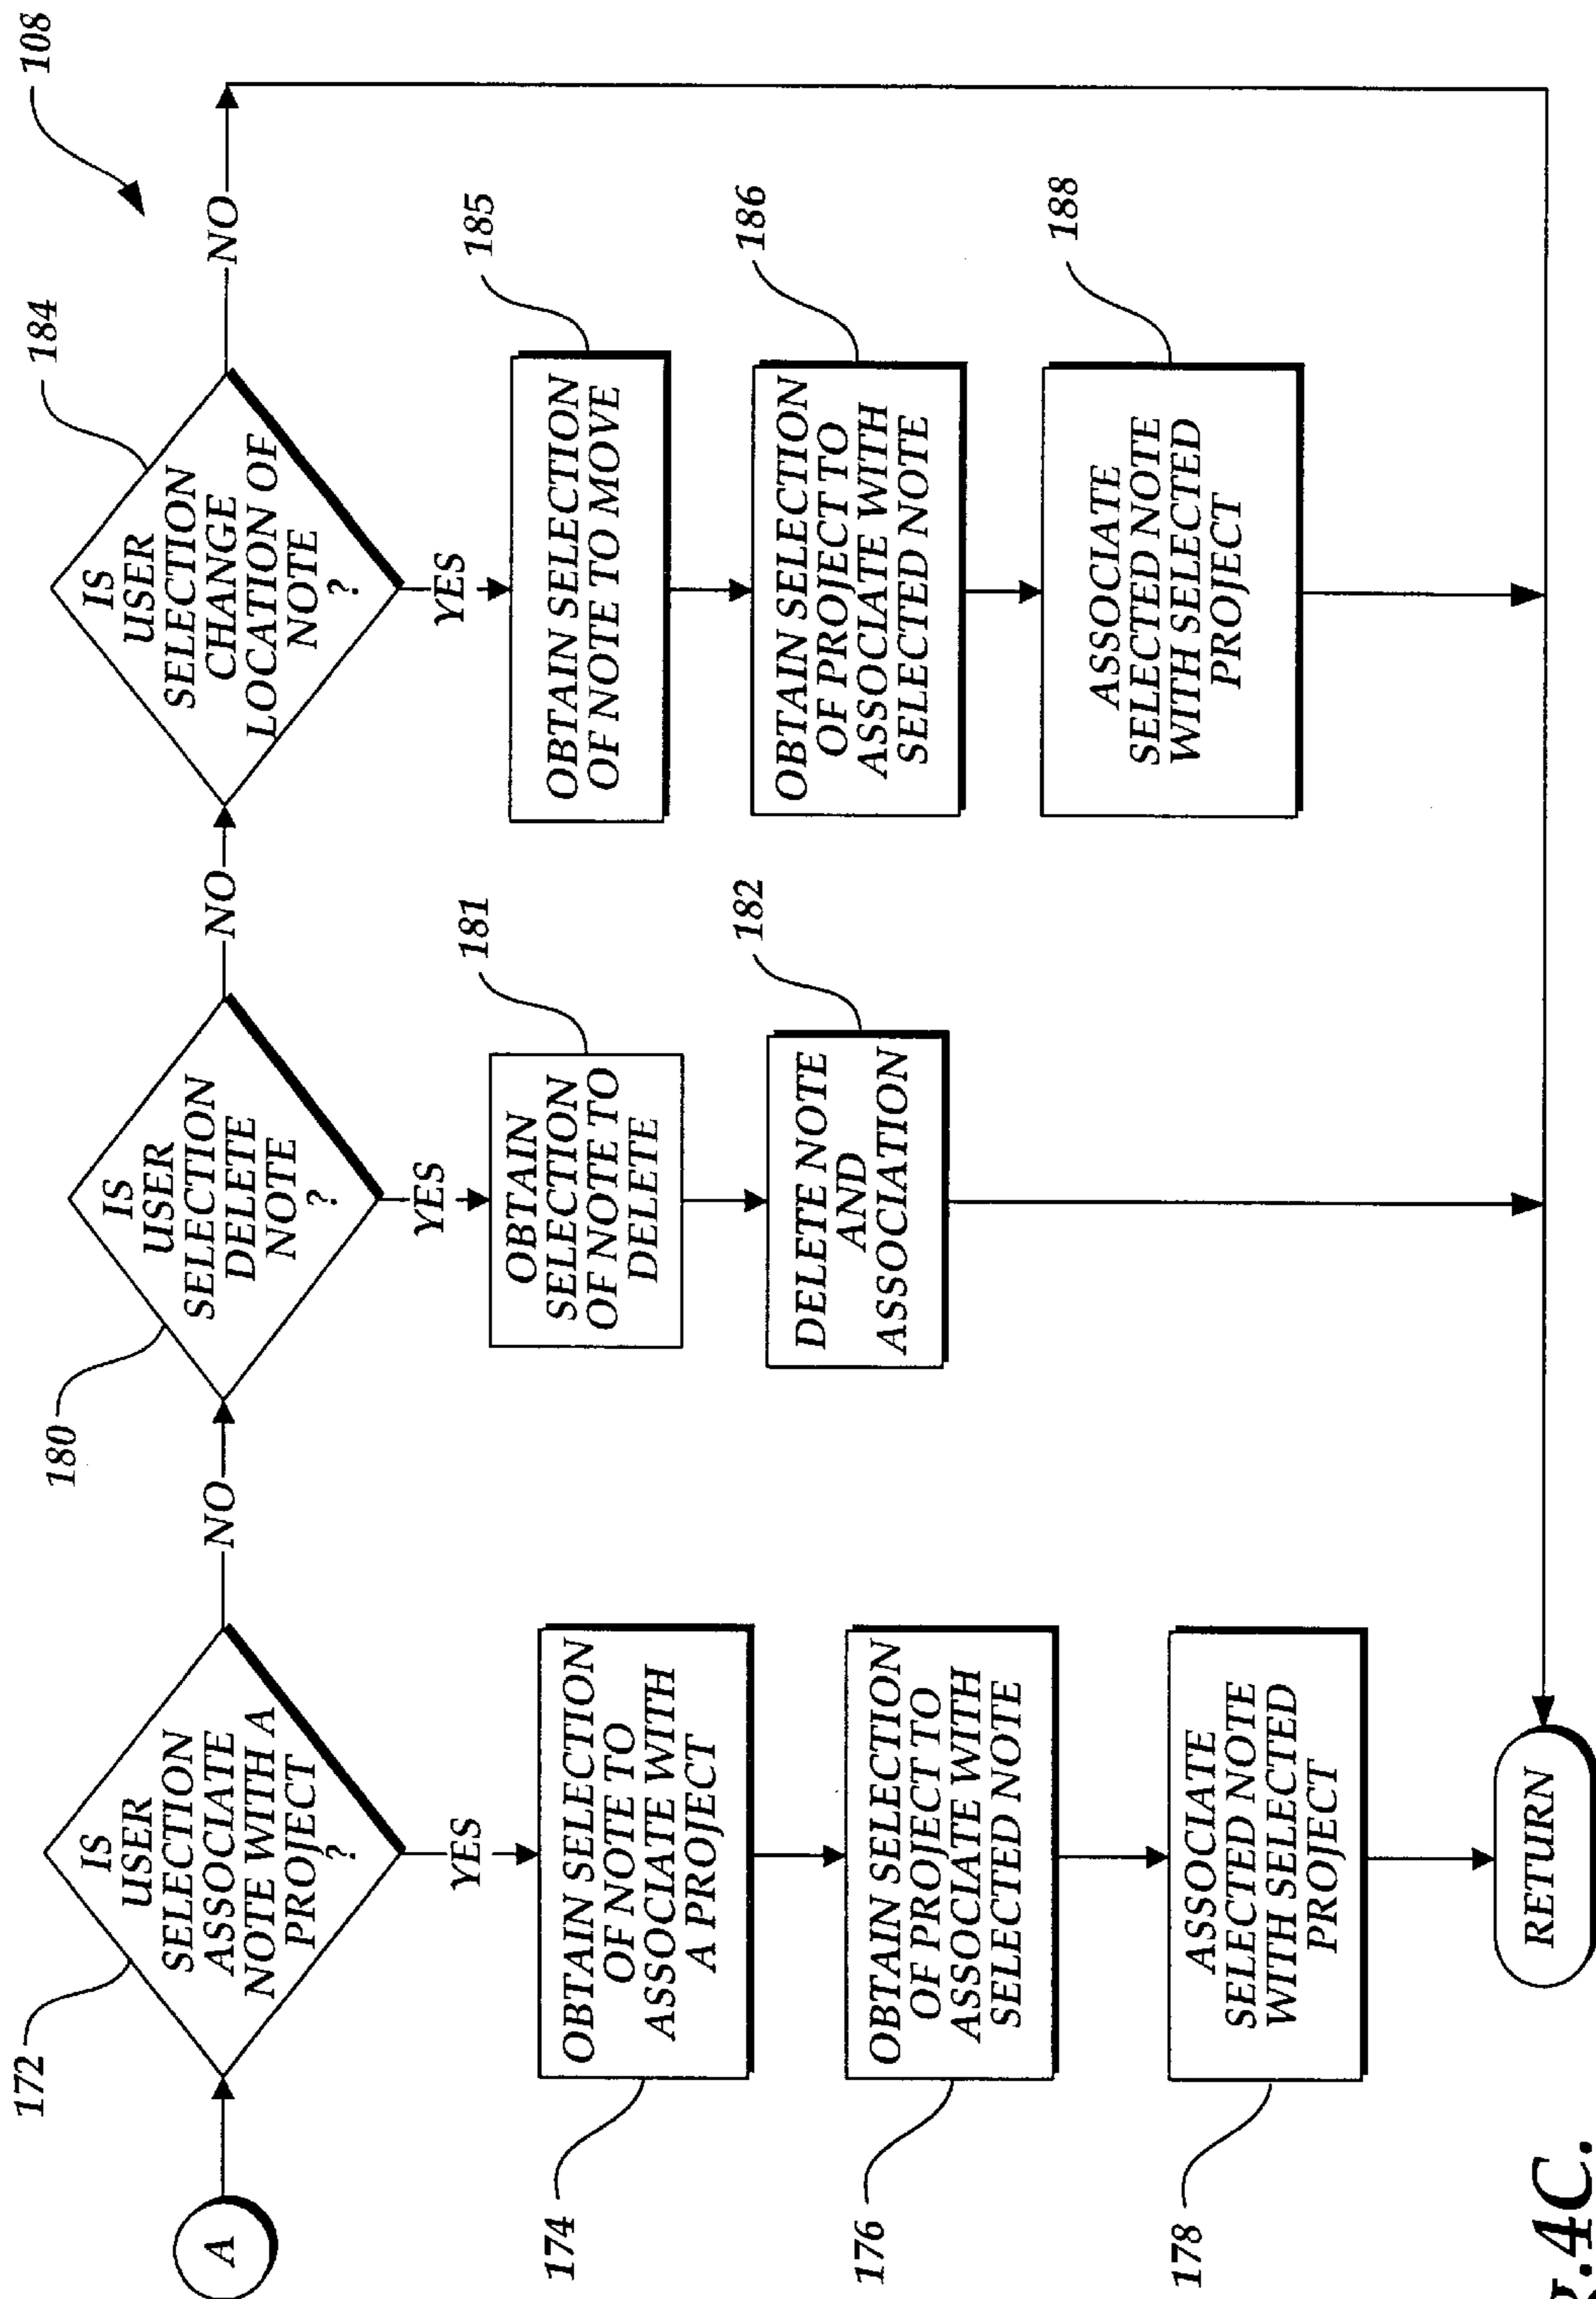 108
A
172
IS
USER
SELECTION
ASSOCIATE
NOTE WITH A
PROJECT
?
NO
180
IS
USER
SELECTION
DELETE
NOTE
?
NO
184
IS
USER
SELECTION
CHANGE
LOCATION OF
NOTE
?
NO
YES
174
OBTAIN SELECTION
OF NOTE TO
ASSOCIATE WITH
A PROJECT
176
OBTAIN SELECTION
OF PROJECT TO
ASSOCIATE WITH
SELECTED NOTE
178
ASSOCIATE
SELECTED NOTE
WITH SELECTED
PROJECT
YES
181
OBTAIN
SELECTION
OF NOTE TO
DELETE
182
DELETE NOTE
AND
ASSOCIATION
YES
185
OBTAIN SELECTION
OF NOTE TO MOVE
186
OBTAIN SELECTION
OF PROJECT TO
ASSOCIATE WITH
SELECTED NOTE
188
ASSOCIATE
SELECTED NOTE
WITH SELECTED
PROJECT
RETURN
.4C.